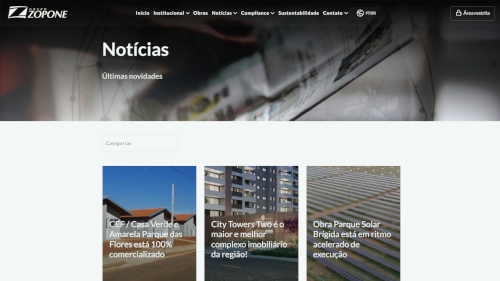 GRUPO ZOPONE Início Institucional Obras Notícias Compliance Sustentabilidade Contato PT/BR Área restrita
Notícias
Últimas novidades
Categorias
CEF / Casa Verde e
Amarela Parque das
Flores está 100%
comercializado
City Towers Two é o
maior e melhor
complexo imobiliário
da região!
Obra Parque Solar
Brígida está em ritmo
acelerado de
execução